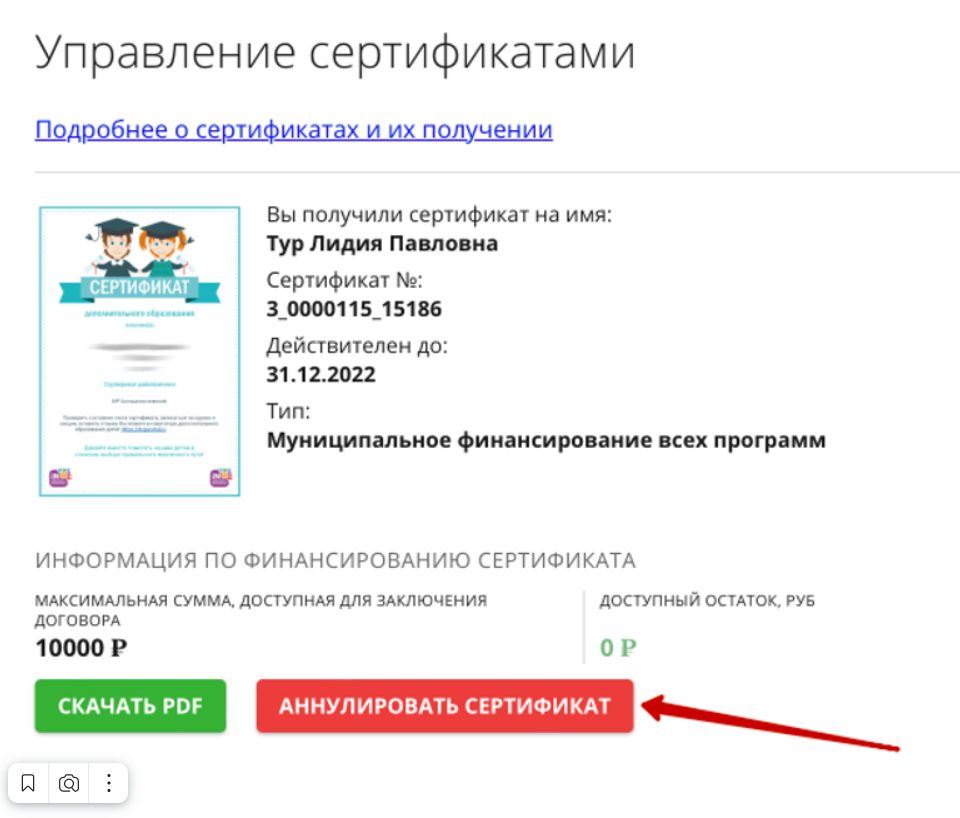 Управление сертификатами
Подробнее о сертификатах и их получении
Вы получили сертификат на имя:
Тур Лидия Павловна
Сертификат №:
3_0000115_15186
Действителен до:
31.12.2022
Тип:
Муниципальное финансирование всех программ
СЕРТИФИКАТ
дополнительного образования
ИНФОРМАЦИЯ ПО ФИНАНСИРОВАНИЮ СЕРТИФИКАТА
МАКСИМАЛЬНАЯ СУММА, ДОСТУПНАЯ ДЛЯ ЗАКЛЮЧЕНИЯ
ДОГОВОРА
10000 ₽
ДОСТУПНЫЙ ОСТАТОК, РУБ
0 ₽
СКАЧАТЬ PDF
АННУЛИРОВАТЬ СЕРТИФИКАТ